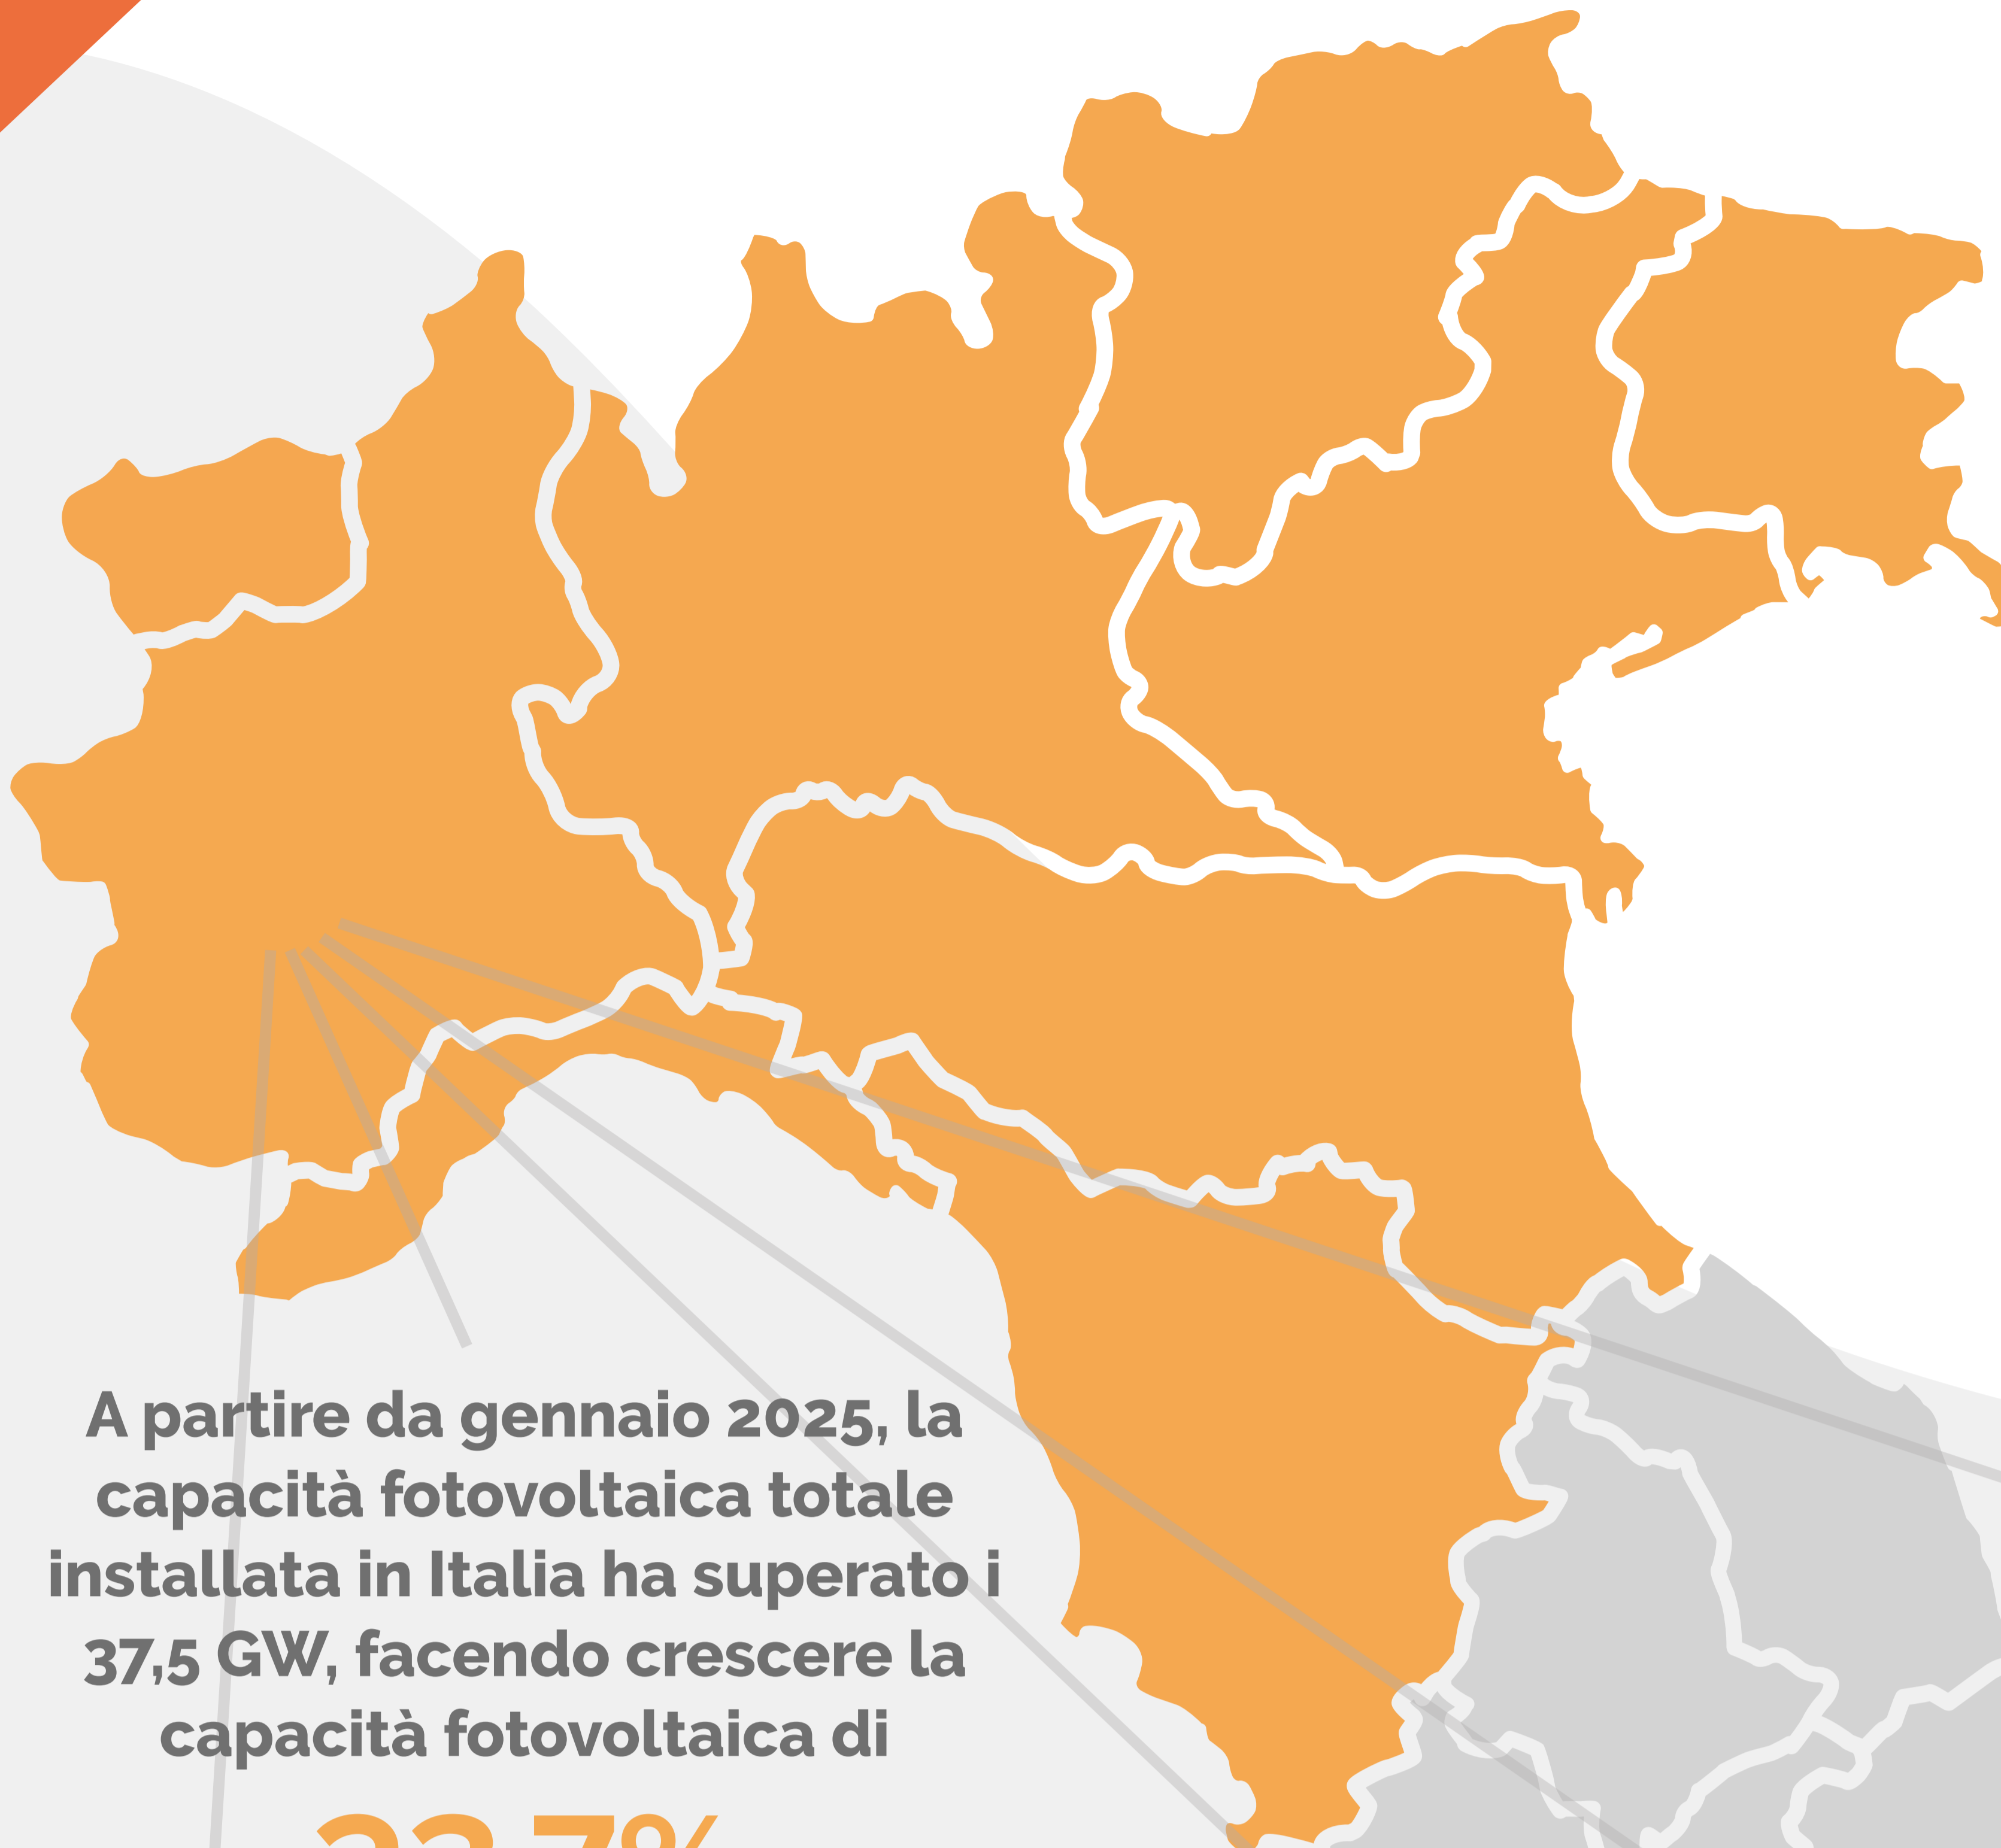 A partire da gennaio 2025, la
capacità fotovoltaica totale
installata in Italia ha superato i
37,5 GW, facendo crescere la
capacità fotovoltaica di